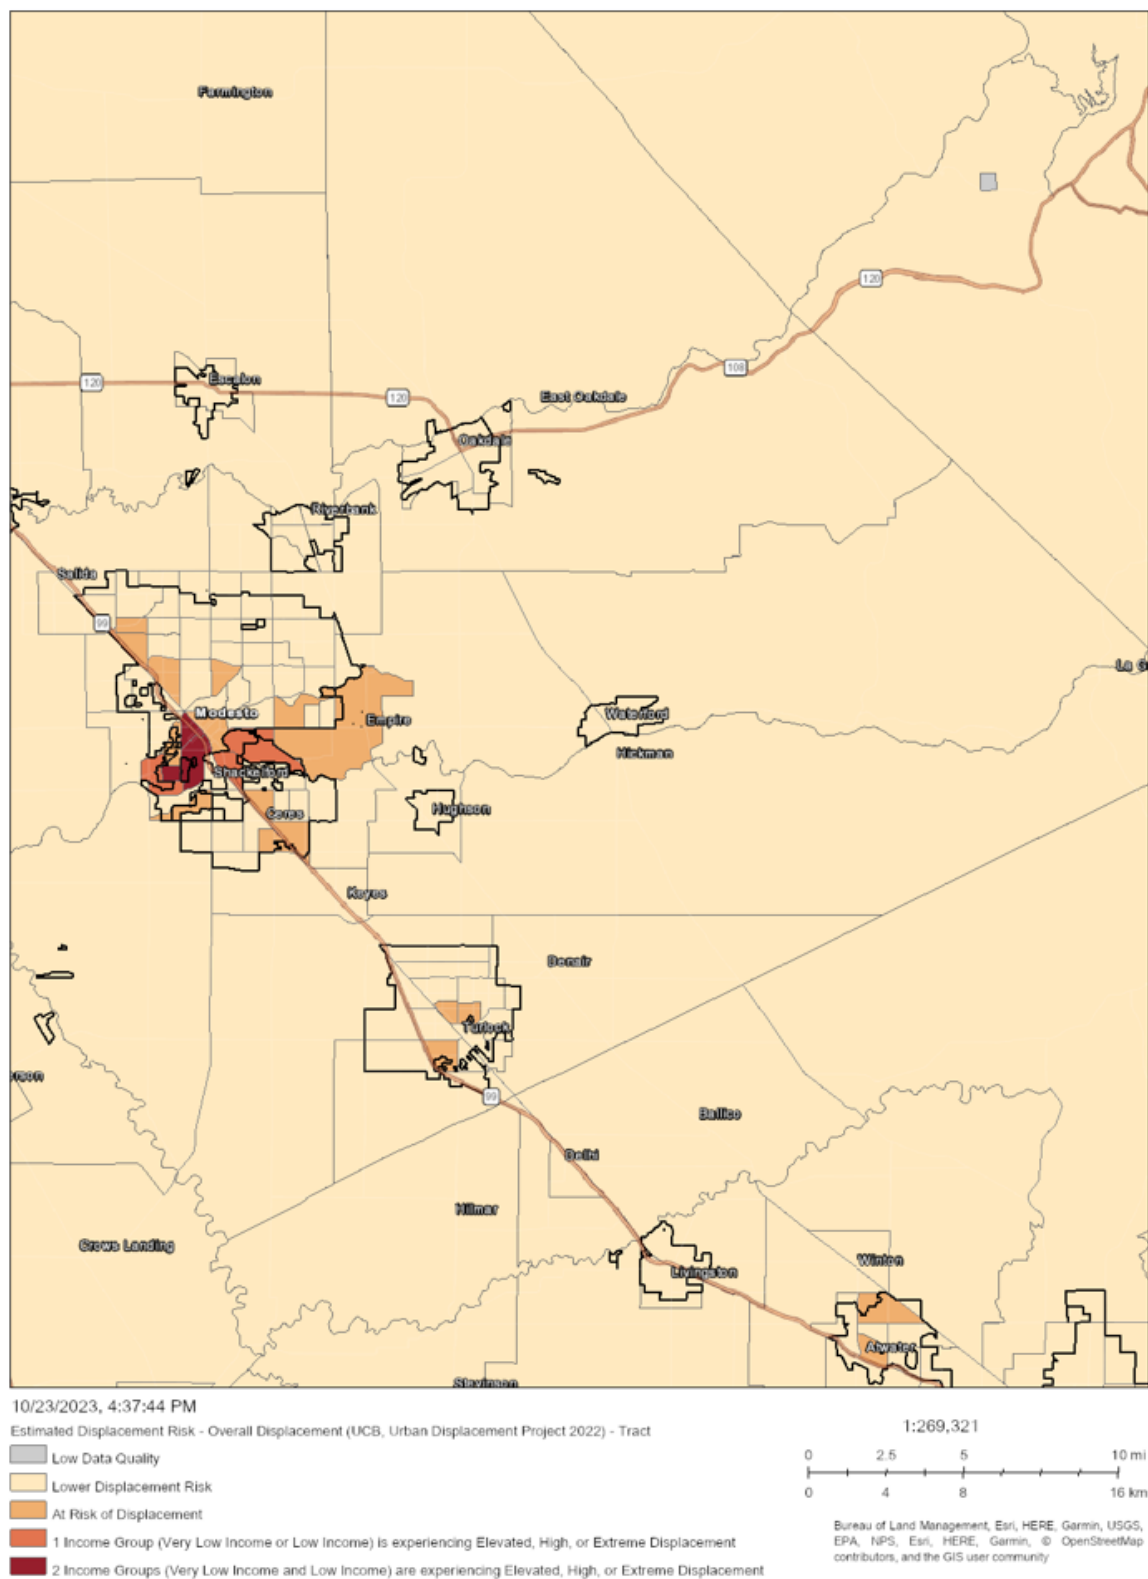 Farmington
120
Escalon
120
108
120
East Oakdale
Oakdale
Riverbank
Salida
99
La G
Modesto
Empire
Waterford
Hickman
Shackelford
Ceres
Hughson
Keyes
Denair
Turlock
rson
99
Ballico
Delhi
Hilmar
Crows Landing
Winton
Livingston
Atwater
Stevinson
10/23/2023, 4:37:44 PM
Estimated Displacement Risk - Overall Displacement (UCB, Urban Displacement Project 2022) - Tract
Low Data Quality
Lower Displacement Risk
At Risk of Displacement
1 Income Group (Very Low Income or Low Income) is experiencing Elevated, High, or Extreme Displacement
2 Income Groups (Very Low Income and Low Income) are experiencing Elevated, High, or Extreme Displacement
1:269,321
0 2.5 5 10 mi
0 4 8 16 km
Bureau of Land Management, Esri, HERE, Garmin, USGS,
EPA, NPS, Esri, HERE, Garmin, © OpenStreetMap
contributors, and the GIS user community